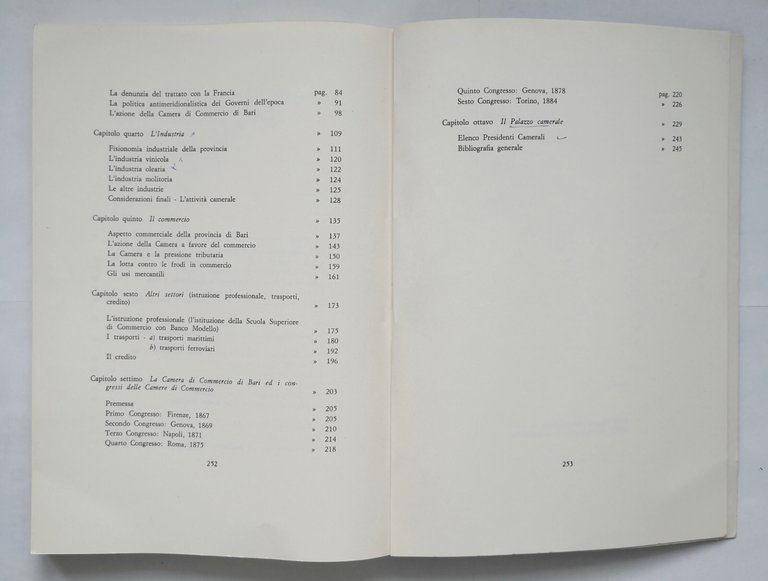 La denunzia del trattato con la Francia pag. 84
La politica antimeridionalistica dei Governi dell'epoca » 91
L'azione della Camera di Commercio di Bari » 98
Capitolo quarto L'Industria » 109
Fisionomia industriale della provincia » 111
L'industria vinicola » 120
L'industria olearia » 122
L'industria molitoria » 124
Le altre industrie » 125
Considerazioni finali - L'attività camerale » 128
Capitolo quinto Il commercio » 135
Aspetto commerciale della provincia di Bari » 137
L'azione della Camera a favore del commercio » 143
La Camera e la pressione tributaria » 150
La lotta contro le frodi in commercio » 159
Gli usi mercantili » 161
Capitolo sesto Altri settori (istruzione professionale, trasporti,
credito) » 173
L'istruzione professionale (l'istituzione della Scuola Superiore
di Commercio con Banco Modello) » 175
I trasporti - a) trasporti marittimi » 180
b) trasporti ferroviari » 192
Il credito » 196
Capitolo settimo La Camera di Commercio di Bari ed i con-
gressi delle Camere di Commercio » 203
Premessa » 205
Primo Congresso: Firenze, 1867 » 205
Secondo Congresso: Genova, 1869 » 210
Terzo Congresso: Napoli, 1871 » 214
Quarto Congresso: Roma, 1875 » 218
252
Quinto Congresso: Genova, 1878 pag. 220
Sesto Congresso: Torino, 1884 » 226
Capitolo ottavo Il Palazzo camerale » 229
Elenco Presidenti Camerali » 243
Bibliografia generale » 245
253